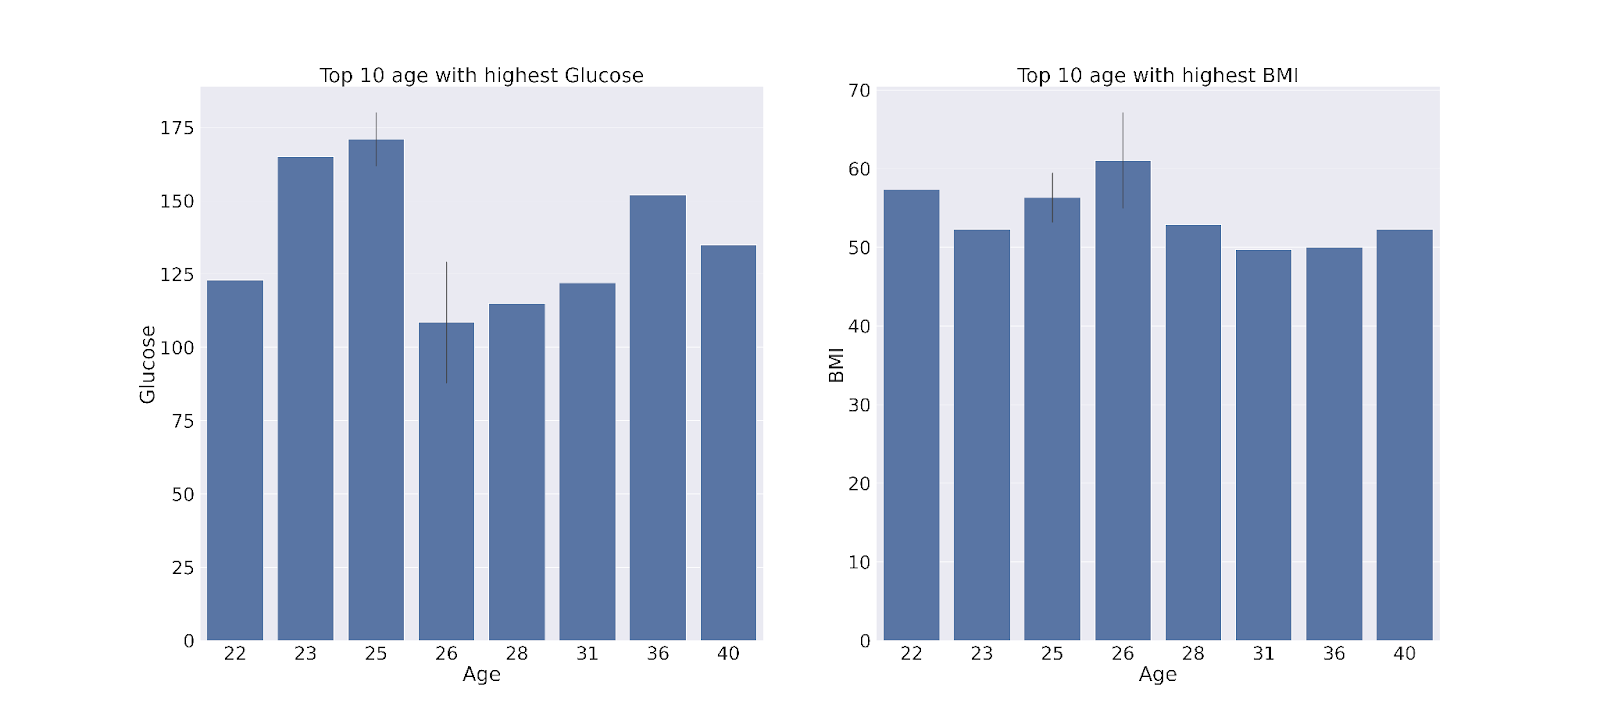 Top 10 age with highest Glucose
175
150
125
100
75
50
25
0
Glucose
22 23 25 26 28 31 36 40
Age
Top 10 age with highest BMI
70
60
50
40
30
20
10
0
BMI
22 23 25 26 28 31 36 40
Age